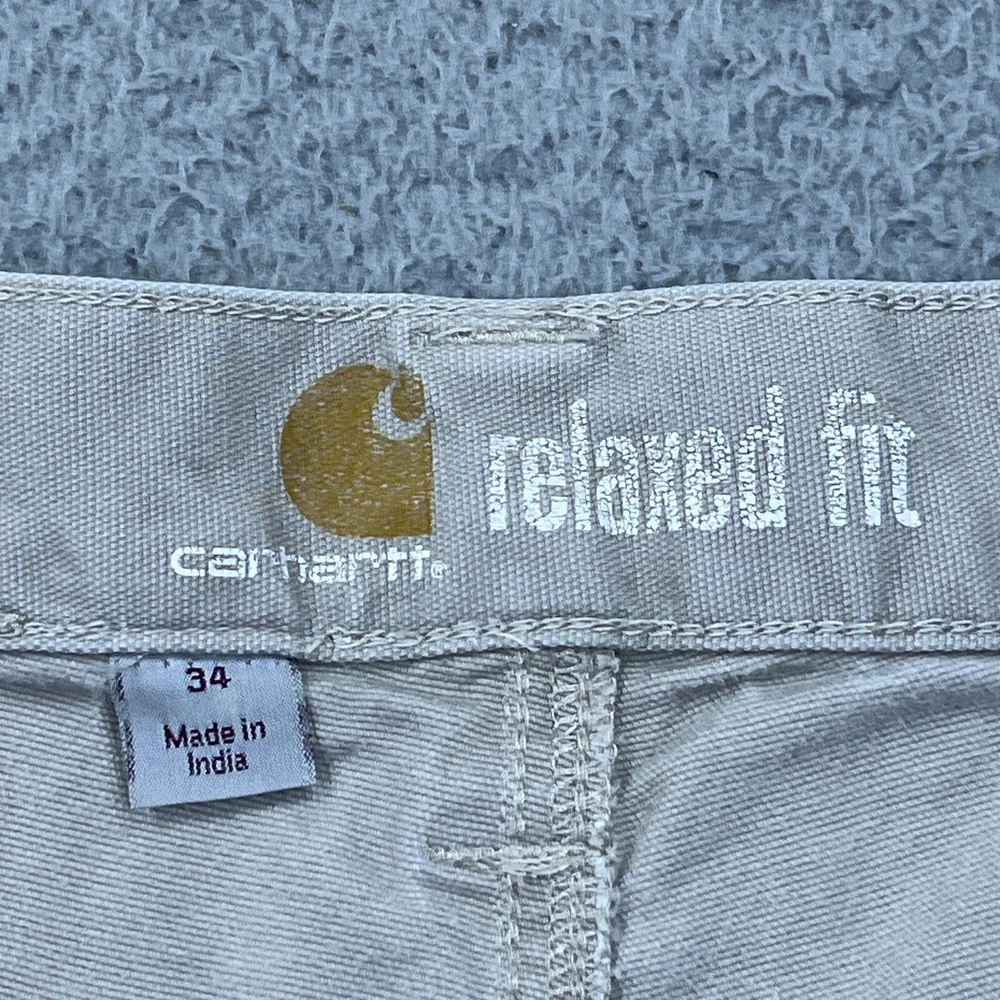 carhartt®
relaxed fit
34
Made in
India